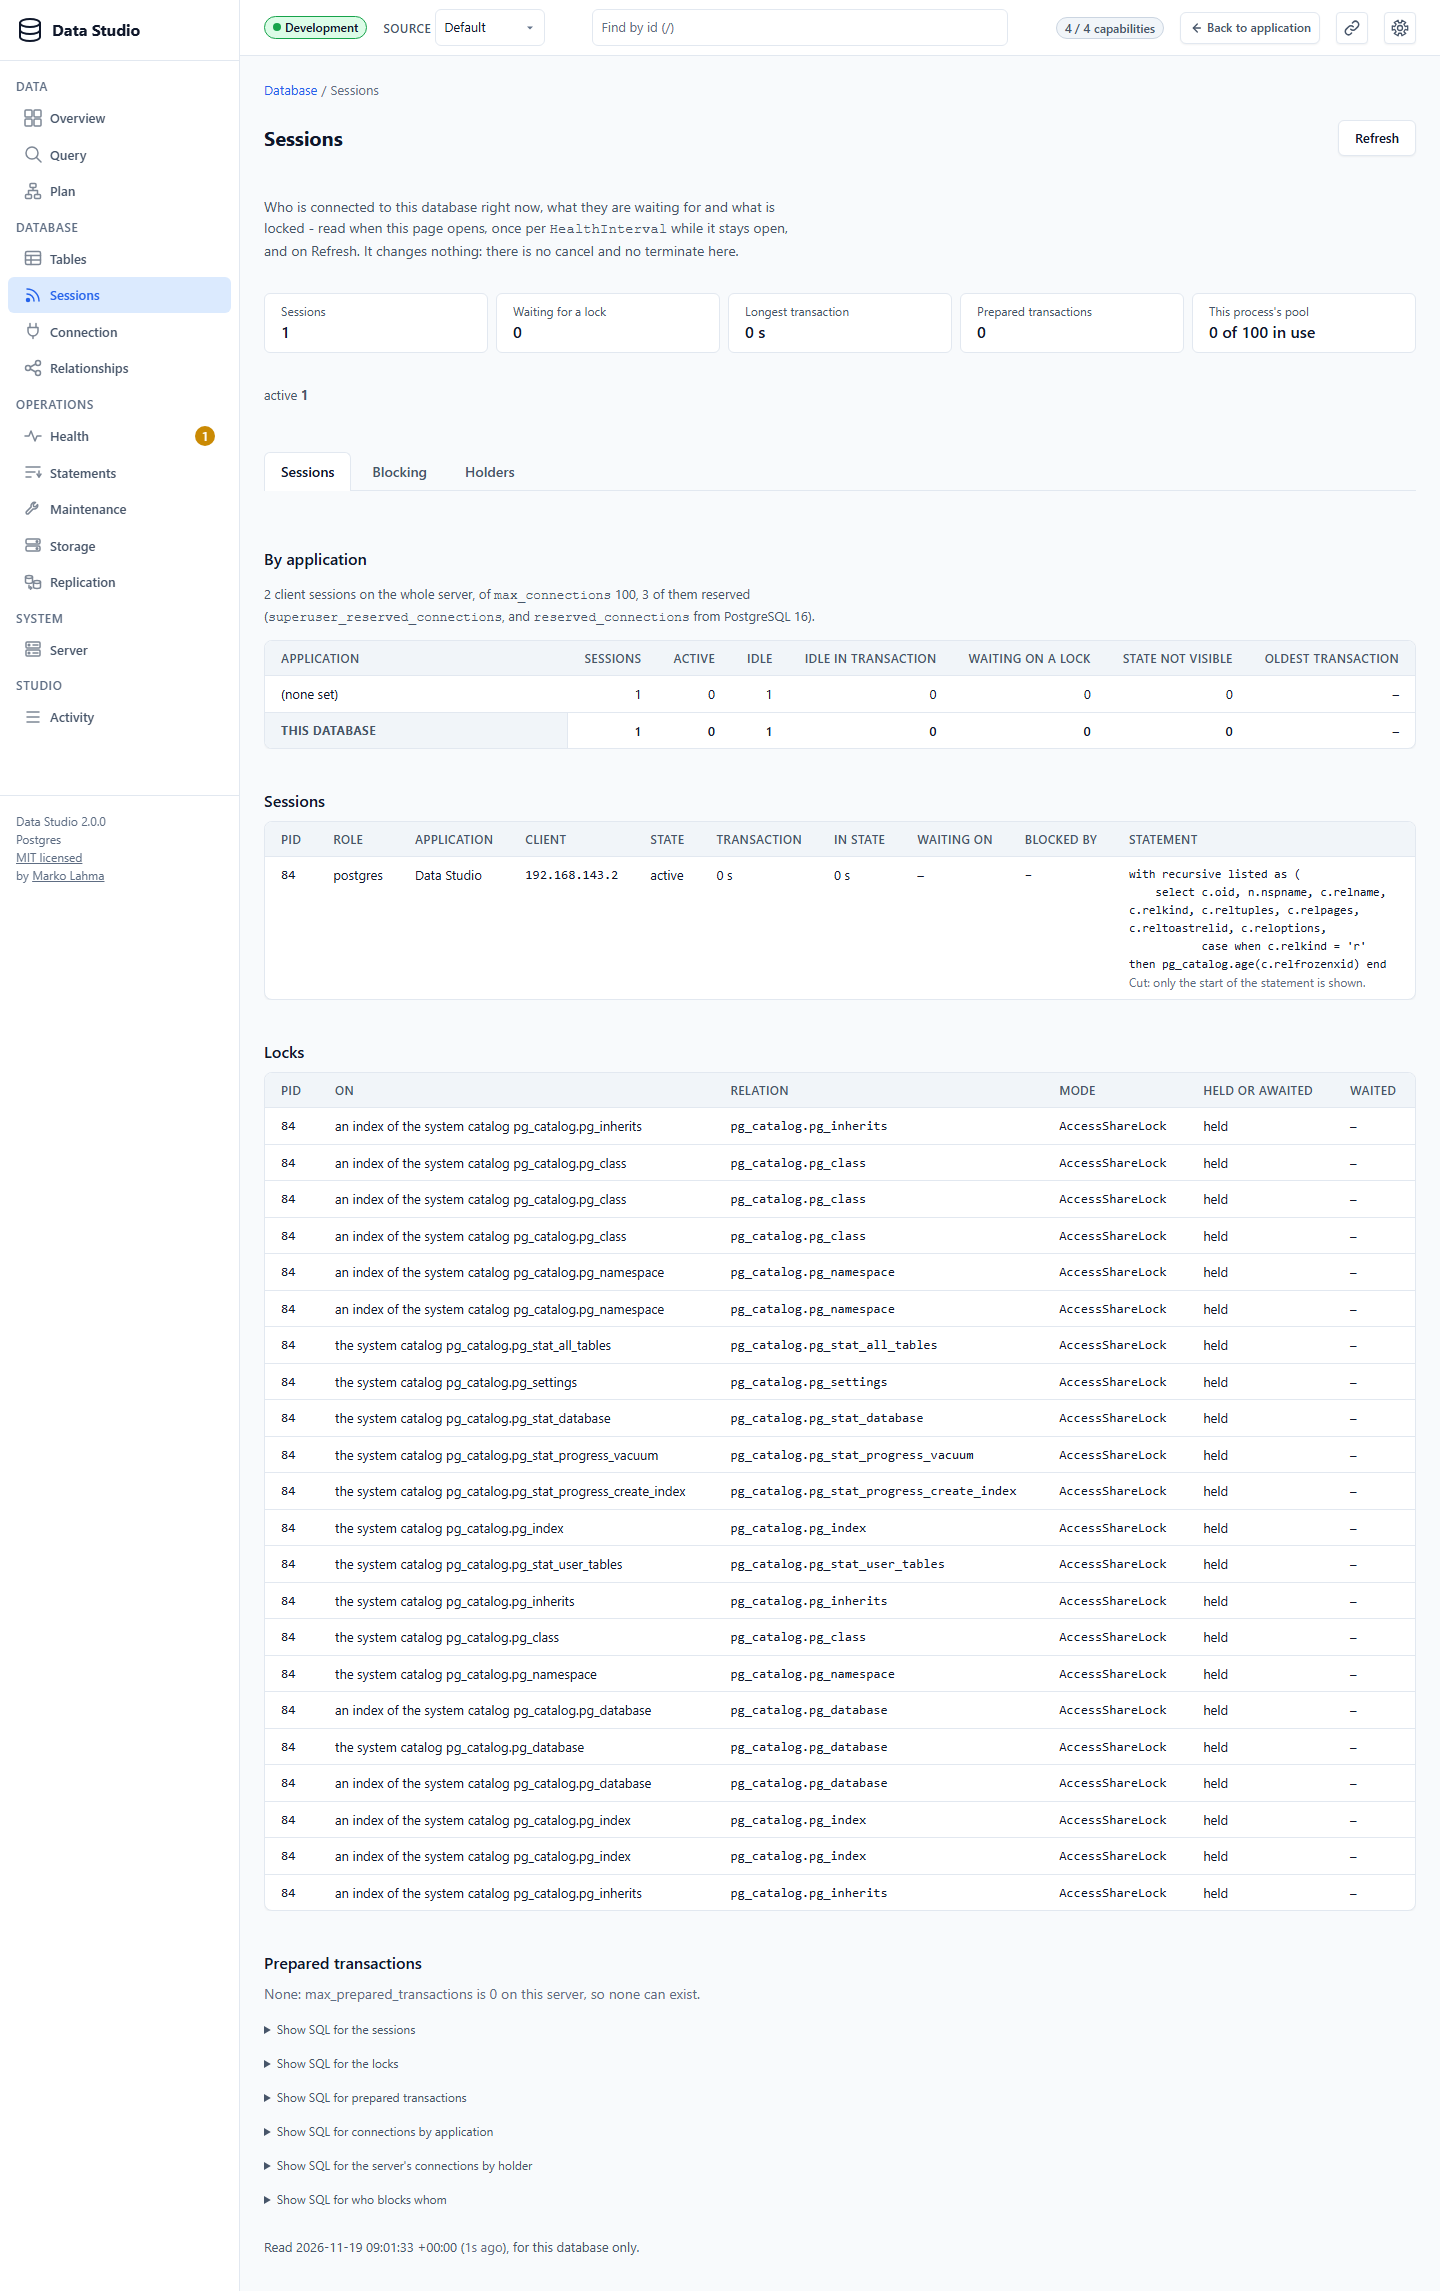 Data Studio
DATA
Overview
Query
Plan
DATABASE
Tables
Sessions
Connection
Relationships
OPERATIONS
Health 1
Statements
Maintenance
Storage
Replication
SYSTEM
Server
STUDIO
Activity
Data Studio 2.0.0
Postgres
MIT licensed
by Marko Lahma
Development SOURCE Default Find by id (/) 4 / 4 capabilities ← Back to application
Database / Sessions
Sessions Refresh
Who is connected to this database right now, what they are waiting for and what is
locked - read when this page opens, once per HealthInterval while it stays open,
and on Refresh. It changes nothing: there is no cancel and no terminate here.
Sessions Waiting for a lock Longest transaction Prepared transactions This process's pool
1 0 0 s 0 0 of 100 in use
active 1
Sessions Blocking Holders
By application
2 client sessions on the whole server, of max_connections 100, 3 of them reserved
(superuser_reserved_connections, and reserved_connections from PostgreSQL 16).
APPLICATION SESSIONS ACTIVE IDLE IDLE IN TRANSACTION WAITING ON A LOCK STATE NOT VISIBLE OLDEST TRANSACTION
(none set) 1 0 1 0 0 0 –
THIS DATABASE 1 0 1 0 0 0 –
Sessions
PID ROLE APPLICATION CLIENT STATE TRANSACTION IN STATE WAITING ON BLOCKED BY STATEMENT
84 postgres Data Studio 192.168.143.2 active 0 s 0 s – – with recursive listed as (
select c.oid, n.nspname, c.relname,
c.relkind, c.reltuples, c.relpages,
c.reltoastrelid, c.reloptions,
case when c.relkind = 'r'
then pg_catalog.age(c.relfrozenxid) end
Cut: only the start of the statement is shown.
Locks
PID ON RELATION MODE HELD OR AWAITED WAITED
84 an index of the system catalog pg_catalog.pg_inherits pg_catalog.pg_inherits AccessShareLock held –
84 an index of the system catalog pg_catalog.pg_class pg_catalog.pg_class AccessShareLock held –
84 an index of the system catalog pg_catalog.pg_class pg_catalog.pg_class AccessShareLock held –
84 an index of the system catalog pg_catalog.pg_class pg_catalog.pg_class AccessShareLock held –
84 an index of the system catalog pg_catalog.pg_namespace pg_catalog.pg_namespace AccessShareLock held –
84 an index of the system catalog pg_catalog.pg_namespace pg_catalog.pg_namespace AccessShareLock held –
84 the system catalog pg_catalog.pg_stat_all_tables pg_catalog.pg_stat_all_tables AccessShareLock held –
84 the system catalog pg_catalog.pg_settings pg_catalog.pg_settings AccessShareLock held –
84 the system catalog pg_catalog.pg_stat_database pg_catalog.pg_stat_database AccessShareLock held –
84 the system catalog pg_catalog.pg_stat_progress_vacuum pg_catalog.pg_stat_progress_vacuum AccessShareLock held –
84 the system catalog pg_catalog.pg_stat_progress_create_index pg_catalog.pg_stat_progress_create_index AccessShareLock held –
84 the system catalog pg_catalog.pg_index pg_catalog.pg_index AccessShareLock held –
84 the system catalog pg_catalog.pg_stat_user_tables pg_catalog.pg_stat_user_tables AccessShareLock held –
84 the system catalog pg_catalog.pg_inherits pg_catalog.pg_inherits AccessShareLock held –
84 the system catalog pg_catalog.pg_class pg_catalog.pg_class AccessShareLock held –
84 the system catalog pg_catalog.pg_namespace pg_catalog.pg_namespace AccessShareLock held –
84 an index of the system catalog pg_catalog.pg_database pg_catalog.pg_database AccessShareLock held –
84 the system catalog pg_catalog.pg_database pg_catalog.pg_database AccessShareLock held –
84 an index of the system catalog pg_catalog.pg_database pg_catalog.pg_database AccessShareLock held –
84 an index of the system catalog pg_catalog.pg_index pg_catalog.pg_index AccessShareLock held –
84 an index of the system catalog pg_catalog.pg_index pg_catalog.pg_index AccessShareLock held –
84 an index of the system catalog pg_catalog.pg_inherits pg_catalog.pg_inherits AccessShareLock held –
Prepared transactions
None: max_prepared_transactions is 0 on this server, so none can exist.
Show SQL for the sessions
Show SQL for the locks
Show SQL for prepared transactions
Show SQL for connections by application
Show SQL for the server's connections by holder
Show SQL for who blocks whom
Read 2026-11-19 09:01:33 +00:00 (1s ago), for this database only.